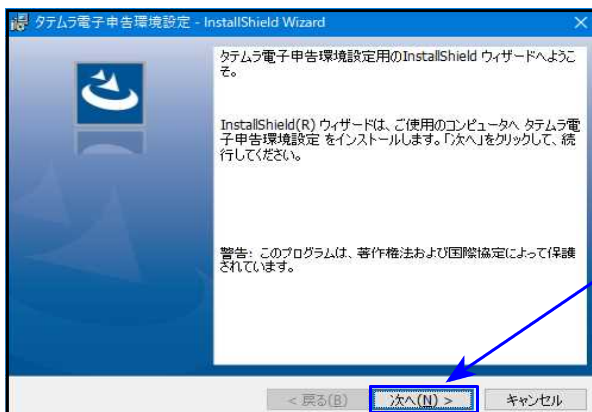 タテムラ電子申告環境設定 - InstallShield Wizard
タテムラ電子申告環境設定用のInstallShield ウィザードへようこ
そ。
InstallShield(R) ウィザードは、ご使用のコンピュータへ タテムラ電
子申告環境設定 をインストールします。「次へ」をクリックして、続
行してください。
警告: このプログラムは、著作権法および国際協定によって保護
されています。
< 戻る(B)
次へ(N) >
キャンセル